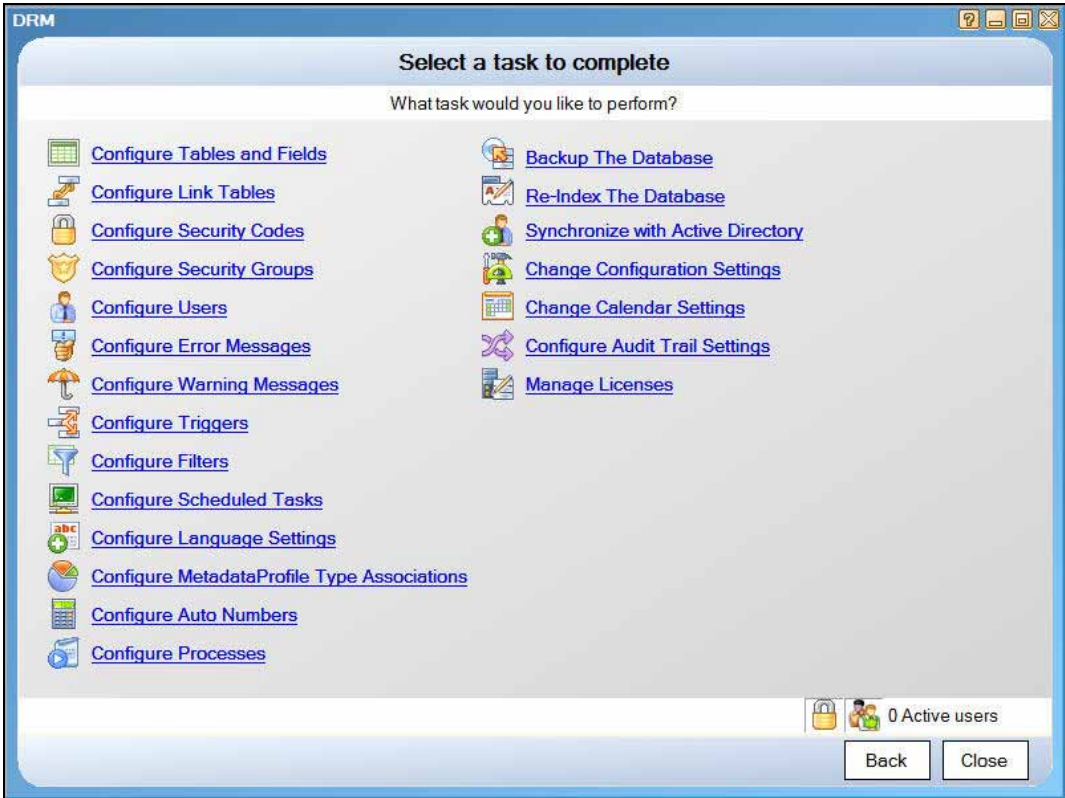 DRM
Select a task to complete
What task would you like to perform?
Configure Tables and Fields
Configure Link Tables
Configure Security Codes
Configure Security Groups
Configure Users
Configure Error Messages
Configure Warning Messages
Configure Triggers
Configure Filters
Configure Scheduled Tasks
abc
Configure Language Settings
Configure MetadataProfile Type Associations
Configure Auto Numbers
Configure Processes
Backup The Database
Re-Index The Database
Synchronize with Active Directory
Change Configuration Settings
Change Calendar Settings
Configure Audit Trail Settings
Manage Licenses
0 Active users
Back
Close